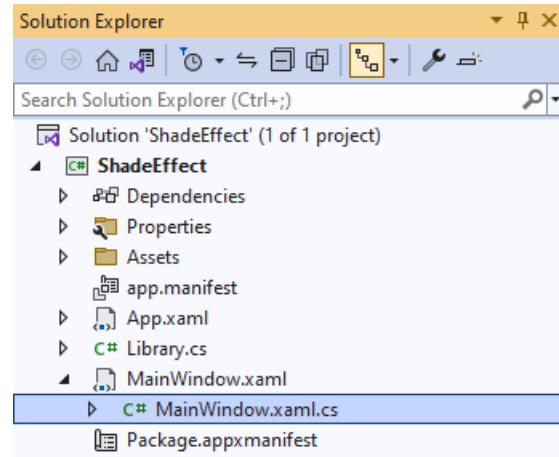 Solution Explorer
Search Solution Explorer (Ctrl+;)
Solution 'ShadeEffect' (1 of 1 project)
C# ShadeEffect
Dependencies
Properties
Assets
app.manifest
App.xaml
C# Library.cs
MainWindow.xaml
C# MainWindow.xaml.cs
Package.appxmanifest